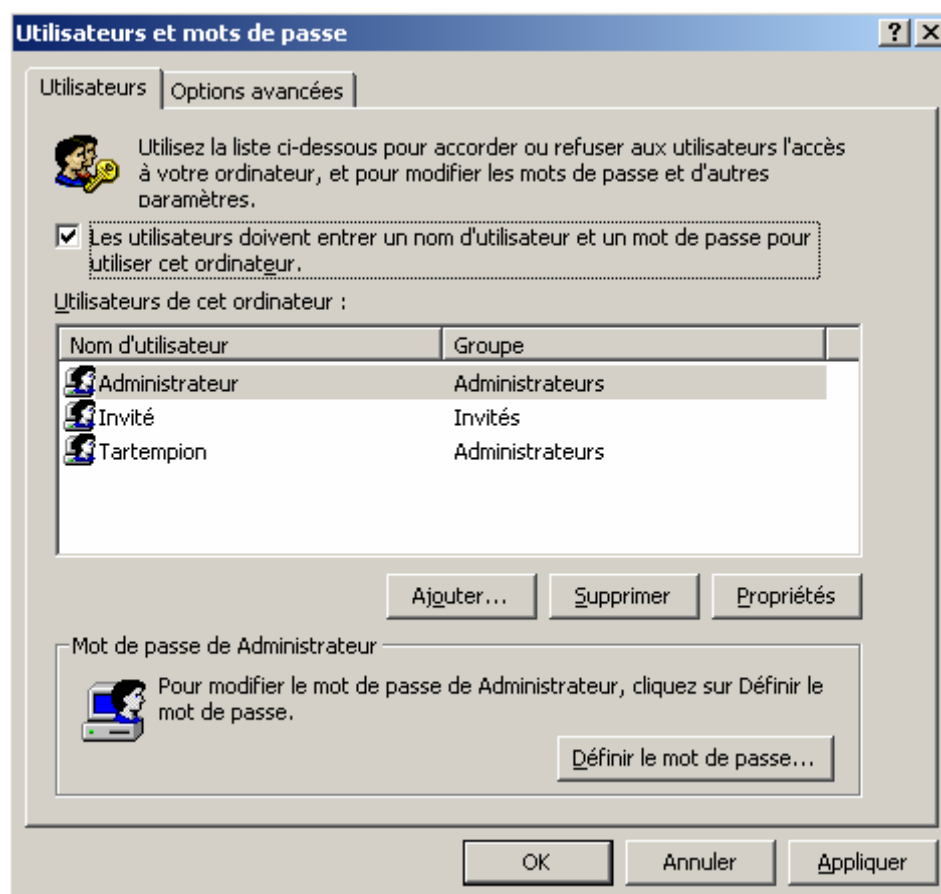 Utilisateurs et mots de passe
Utilisateurs
Options avancées
Utilisez la liste ci-dessous pour accorder ou refuser aux utilisateurs l'accès
à votre ordinateur, et pour modifier les mots de passe et d'autres
paramètres.
Les utilisateurs doivent entrer un nom d'utilisateur et un mot de passe pour
utiliser cet ordinateur.
Utilisateurs de cet ordinateur :
Nom d'utilisateur Groupe
Administrateur Administrateurs
Invité Invités
Tartempion Administrateurs
Ajouter... Supprimer Propriétés
Mot de passe de Administrateur
Pour modifier le mot de passe de Administrateur, cliquez sur Définir le
mot de passe.
Définir le mot de passe...
OK Annuler Appliquer